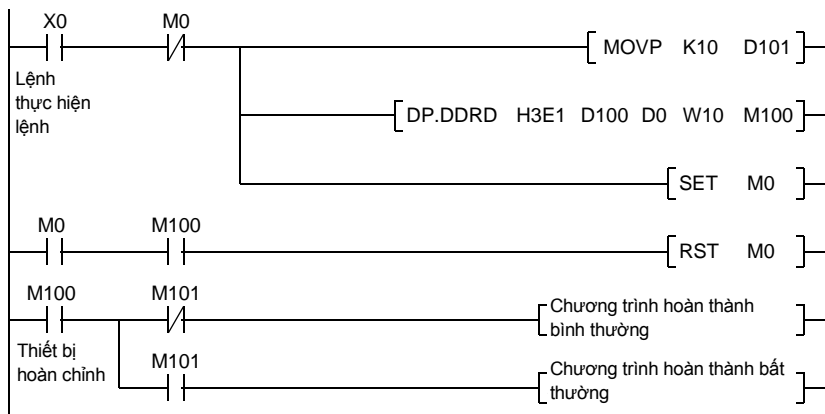 X0 M0
MOVP K10 D101
Lệnh
thực hiện
lệnh
DP.DDRD H3E1 D100 D0 W10 M100
SET M0
M0 M100
RST M0
M100 M101
Chương trình hoàn thành
bình thường
Thiết bị
hoàn chỉnh
M101
Chương trình hoàn thành bất
thường